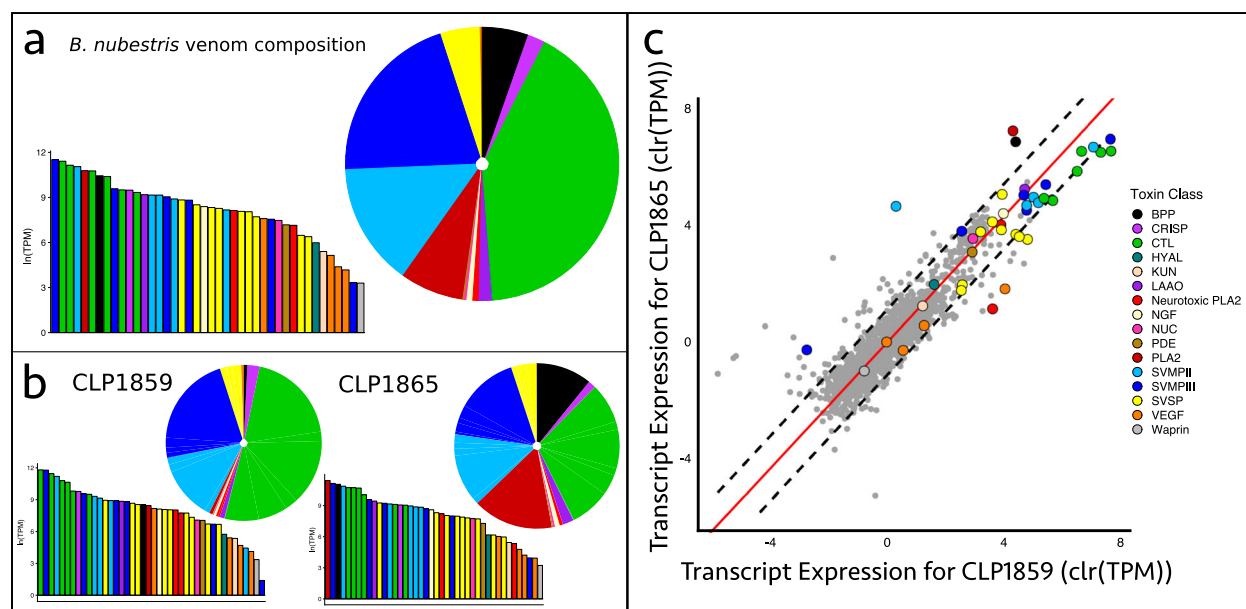 a
B. nubestris venom composition
ln(TPM)
12
9
6
3
0
b
CLP1859
CLP1865
ln(TPM)
12
9
6
3
0
ln(TPM)
9
6
3
0
c
Transcript Expression for CLP1865 (clr(TPM))
8
4
0
-4
-4
0
4
8
Transcript Expression for CLP1859 (clr(TPM))
Toxin Class
BPP
CRISP
CTL
HYAL
KUN
LAAO
Neurotoxic PLA2
NGF
NUC
PDE
PLA2
SVMPII
SVMPIII
SVSP
VEGF
Waprin